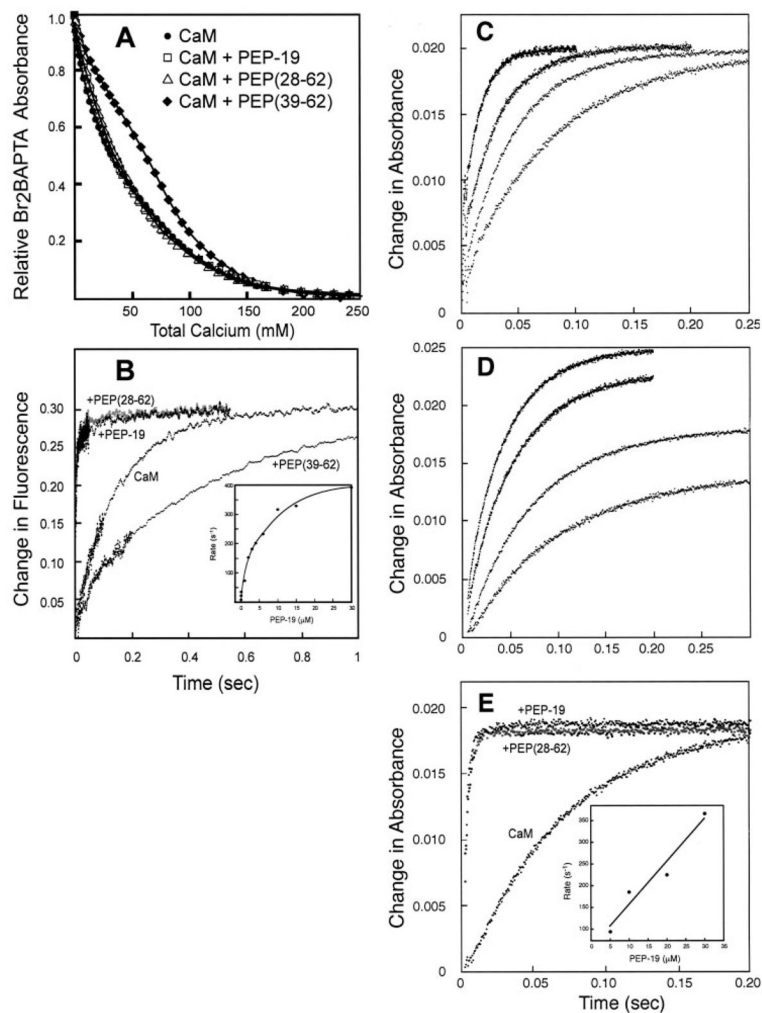 A
● CaM
□ CaM + PEP-19
△ CaM + PEP(28-62)
◆ CaM + PEP(39-62)
Relative Br2BAPTA Absorbance
1.0
0.8
0.6
0.4
0.2
50 100 150 200 250
Total Calcium (mM)
B
+PEP(28-62)
+PEP-19
CaM
+PEP(39-62)
Change in Fluorescence
0.30
0.25
0.20
0.15
0.10
0.05
0 0.2 0.4 0.6 0.8 1
Time (sec)
Rate (s-1)
400
300
200
100
0 5 10 15 20 25 30
PEP-19 (µM)
C
Change in Absorbance
0.020
0.015
0.010
0.005
0
0 0.05 0.10 0.15 0.20 0.25
D
Change in Absorbance
0.025
0.020
0.015
0.010
0.005
0
0 0.05 0.10 0.15 0.20 0.25
E
+PEP-19
+PEP(28-62)
CaM
Change in Absorbance
0.020
0.015
0.010
0.005
0
0 0.05 0.10 0.15 0.20
Time (sec)
Rate (s-1)
350
300
250
200
150
100
0 5 10 15 20 25 30 35
PEP-19 (µM)